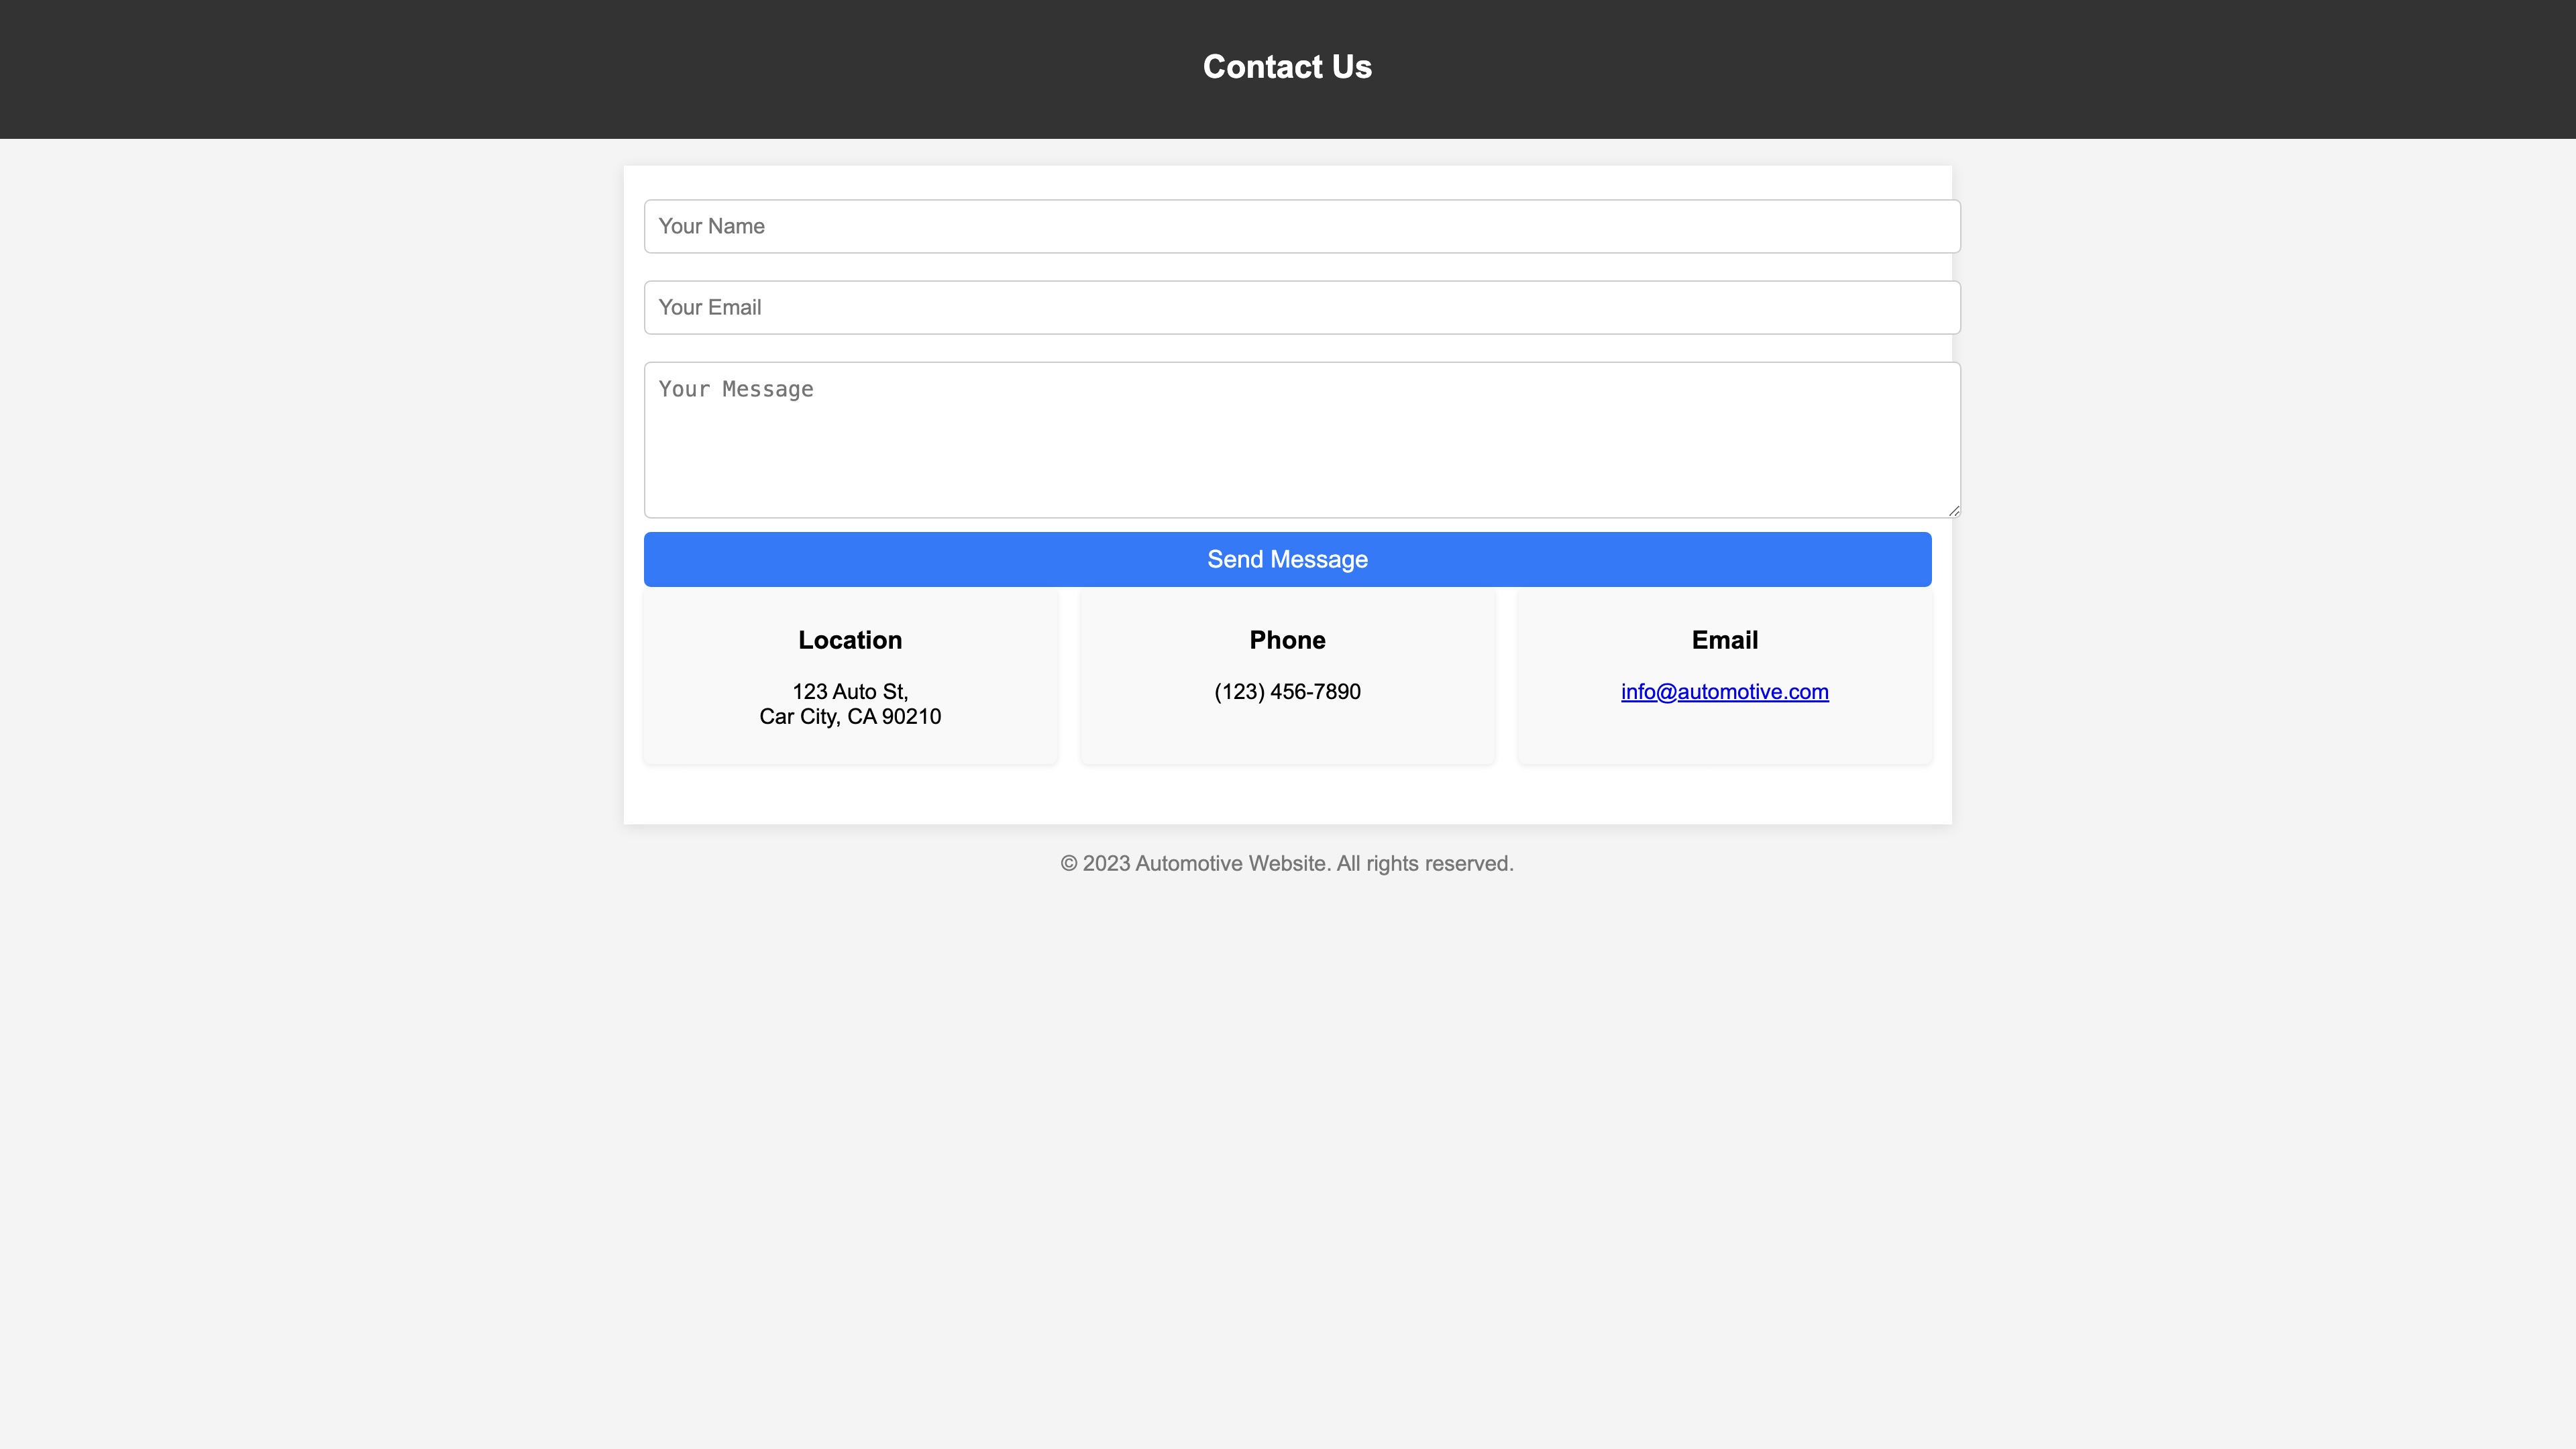 Contact Us
Your Name
Your Email
Your Message
Send Message
Location
123 Auto St,
Car City, CA 90210
Phone
(123) 456-7890
Email
info@automotive.com
© 2023 Automotive Website. All rights reserved.